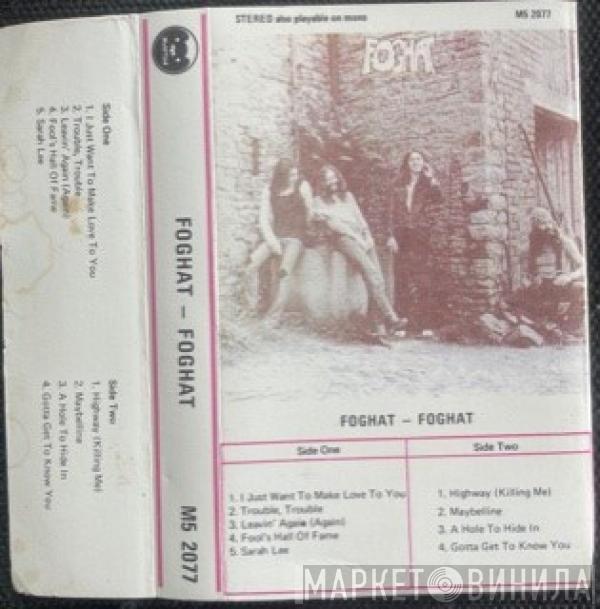 Side One
1. I Just Want To Make Love To You
2. Trouble, Trouble
3. Leavin' Again (Again)
4. Fool's Hall Of Fame
5. Sarah Lee
Side Two
1. Highway (Killing Me)
2. Maybelline
3. A Hole To Hide In
4. Gotta Get To Know You
FOGHAT – FOGHAT
M5 2077
STEREO also playable on mono
M5 2077
FOGHAT
FOGHAT – FOGHAT
Side One
1. I Just Want To Make Love To You
2. Trouble, Trouble
3. Leavin' Again (Again)
4. Fool's Hall Of Fame
5. Sarah Lee
Side Two
1. Highway (Killing Me)
2. Maybelline
3. A Hole To Hide In
4. Gotta Get To Know You
МАРКЕТ ВИНИЛА